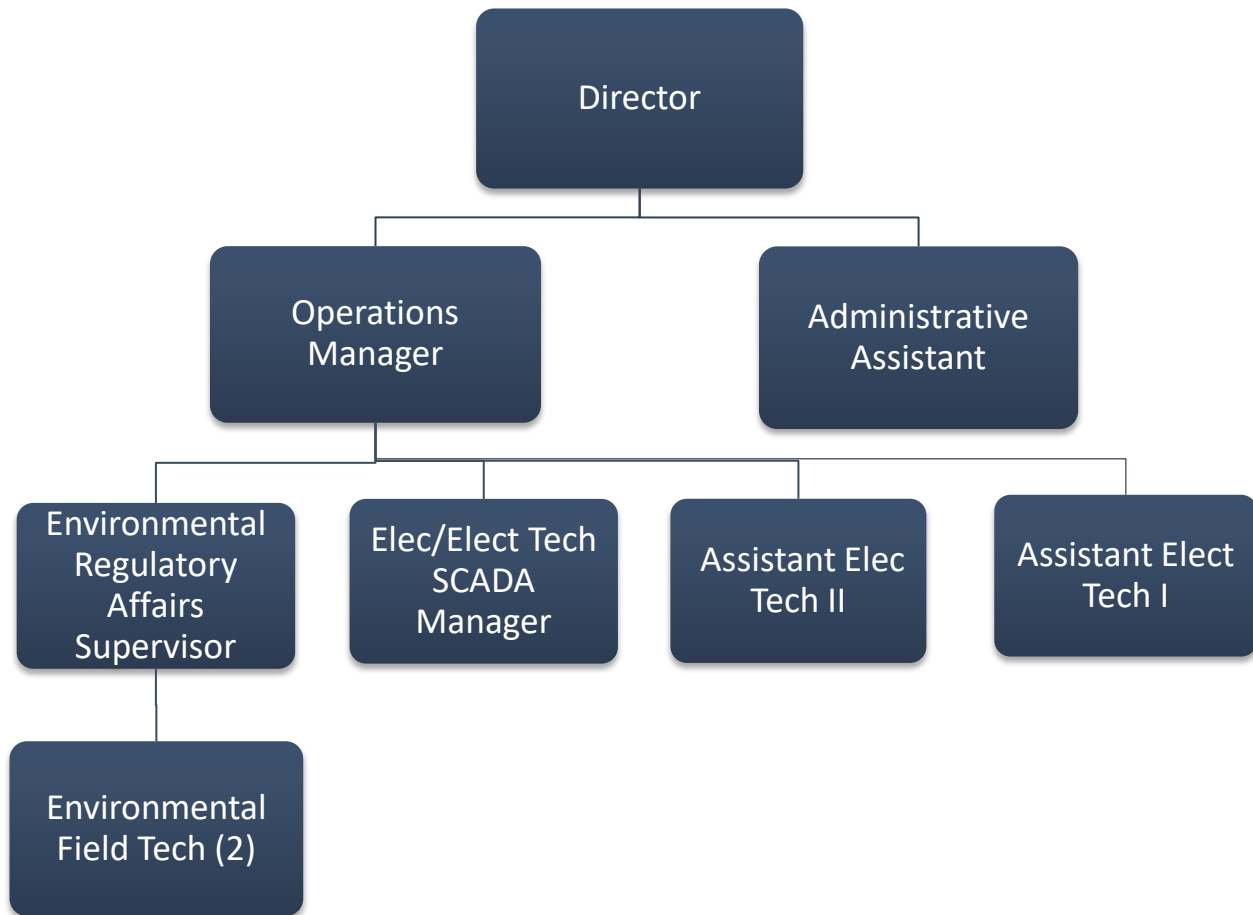 Director
Operations
Manager
Administrative
Assistant
Environmental
Regulatory
Affairs
Supervisor
Elec/Elect Tech
SCADA
Manager
Assistant Elec
Tech II
Assistant Elect
Tech I
Environmental
Field Tech (2)